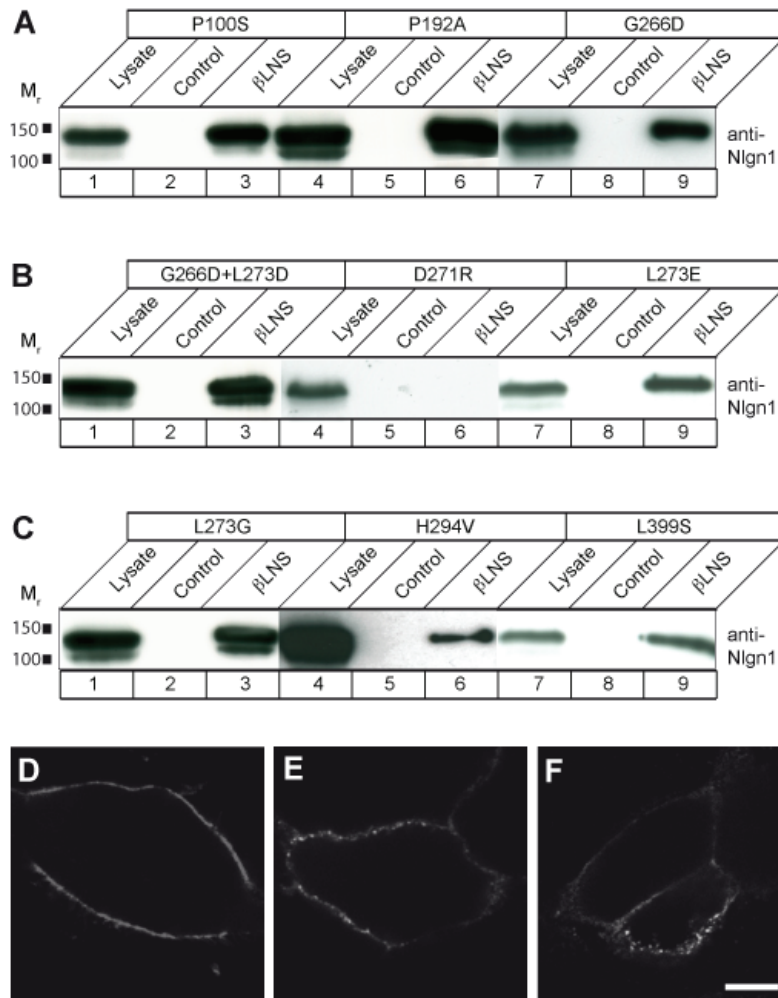 A
P100S P192A G266D
Lysate Control βLNS Lysate Control βLNS Lysate Control βLNS
Mr
150
100
anti-
Nlgn1
1 2 3 4 5 6 7 8 9
B
G266D+L273D D271R L273E
Lysate Control βLNS Lysate Control βLNS Lysate Control βLNS
Mr
150
100
anti-
Nlgn1
1 2 3 4 5 6 7 8 9
C
L273G H294V L399S
Lysate Control βLNS Lysate Control βLNS Lysate Control βLNS
Mr
150
100
anti-
Nlgn1
1 2 3 4 5 6 7 8 9
D E F